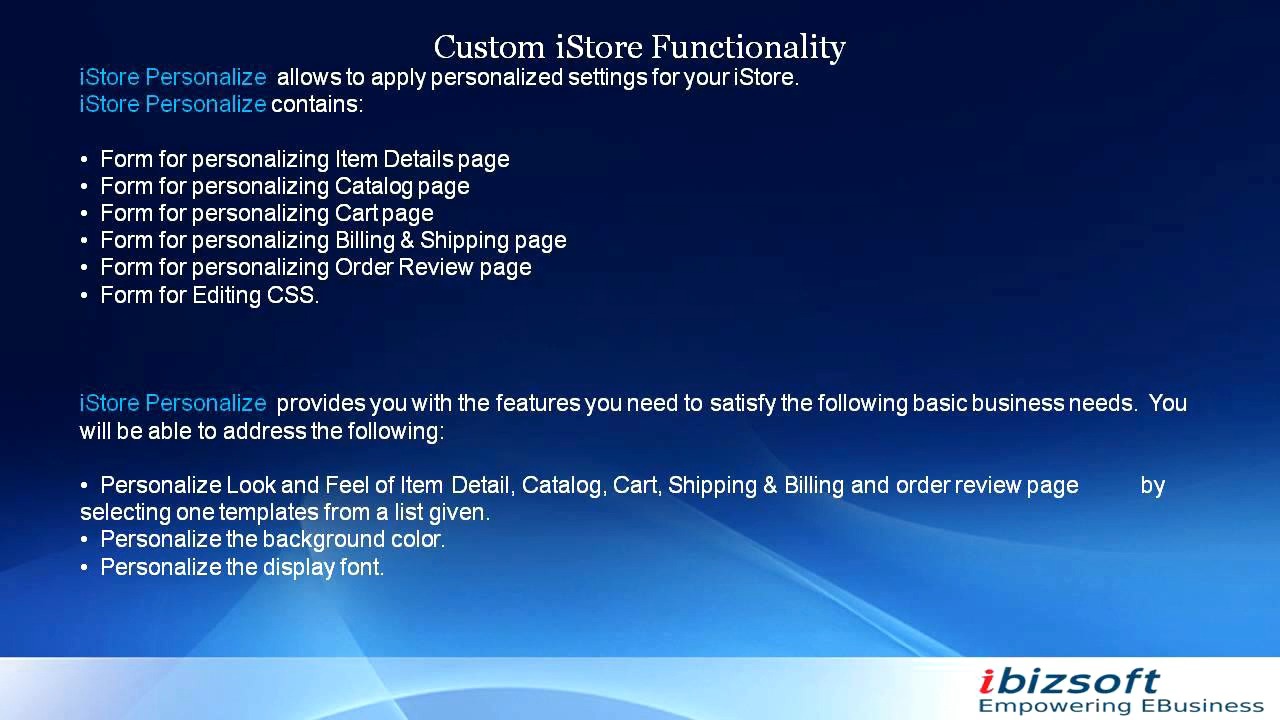 Custom iStore Functionality
iStore Personalize allows to apply personalized settings for your iStore.
iStore Personalize contains:
• Form for personalizing Item Details page
• Form for personalizing Catalog page
• Form for personalizing Cart page
• Form for personalizing Billing & Shipping page
• Form for personalizing Order Review page
• Form for Editing CSS.
iStore Personalize provides you with the features you need to satisfy the following basic business needs. You
will be able to address the following:
• Personalize Look and Feel of Item Detail, Catalog, Cart, Shipping & Billing and order review page by
selecting one templates from a list given.
• Personalize the background color.
• Personalize the display font.
ibizsoft
Empowering EBusiness